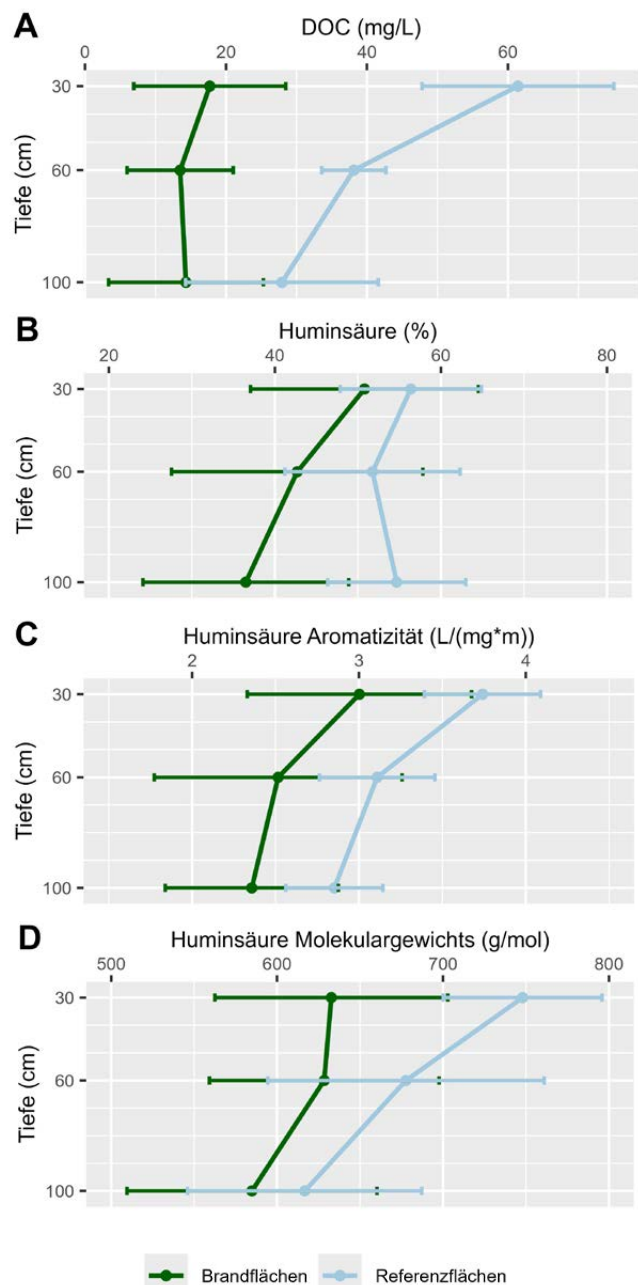 A
DOC (mg/L)
0 20 40 60
30
60
100
Tiefe (cm)
B
Huminsäure (%)
20 40 60 80
30
60
100
Tiefe (cm)
C
Huminsäure Aromatizität (L/(mg*m))
2 3 4
30
60
100
Tiefe (cm)
D
Huminsäure Molekulargewichts (g/mol)
500 600 700 800
30
60
100
Tiefe (cm)
Brandflächen Referenzflächen